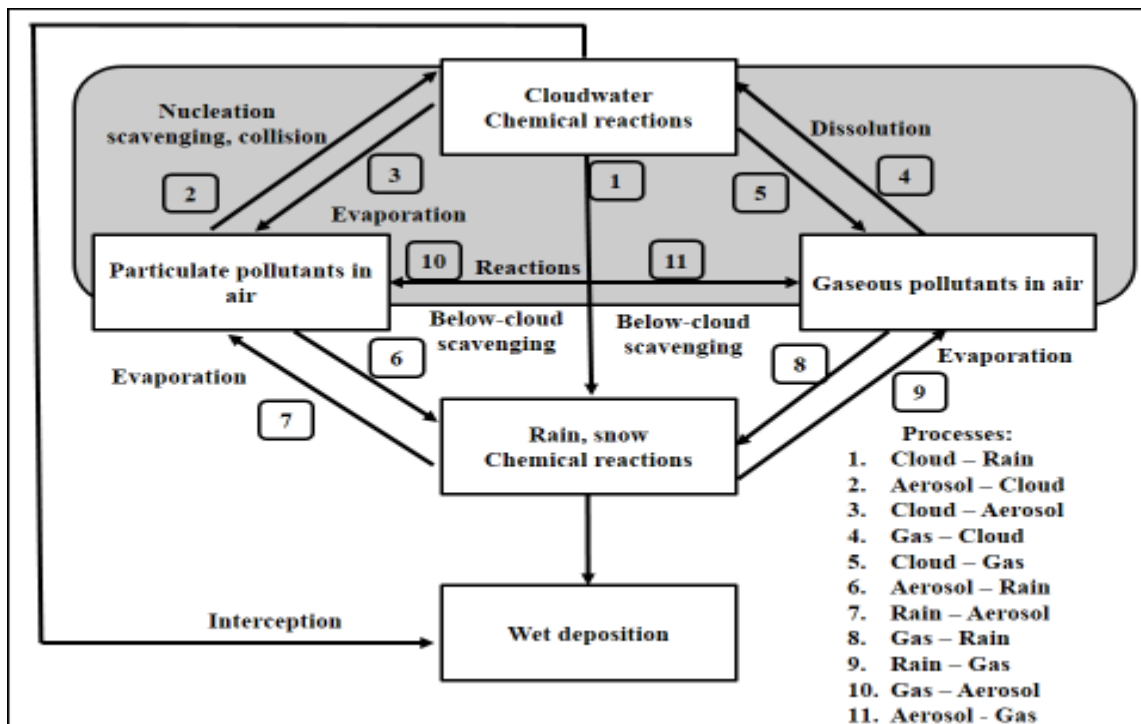 Cloudwater
Chemical reactions
Nucleation
scavenging, collision
Dissolution
2
3
1
5
4
Evaporation
Particulate pollutants in
air
10
Reactions
11
Gaseous pollutants in air
Below-cloud
scavenging
Below-cloud
scavenging
Evaporation
6
8
Evaporation
7
9
Rain, snow
Chemical reactions
Processes:
1. Cloud – Rain
2. Aerosol – Cloud
3. Cloud – Aerosol
4. Gas – Cloud
5. Cloud – Gas
6. Aerosol – Rain
7. Rain – Aerosol
8. Gas – Rain
9. Rain – Gas
10. Gas – Aerosol
11. Aerosol - Gas
Interception
Wet deposition